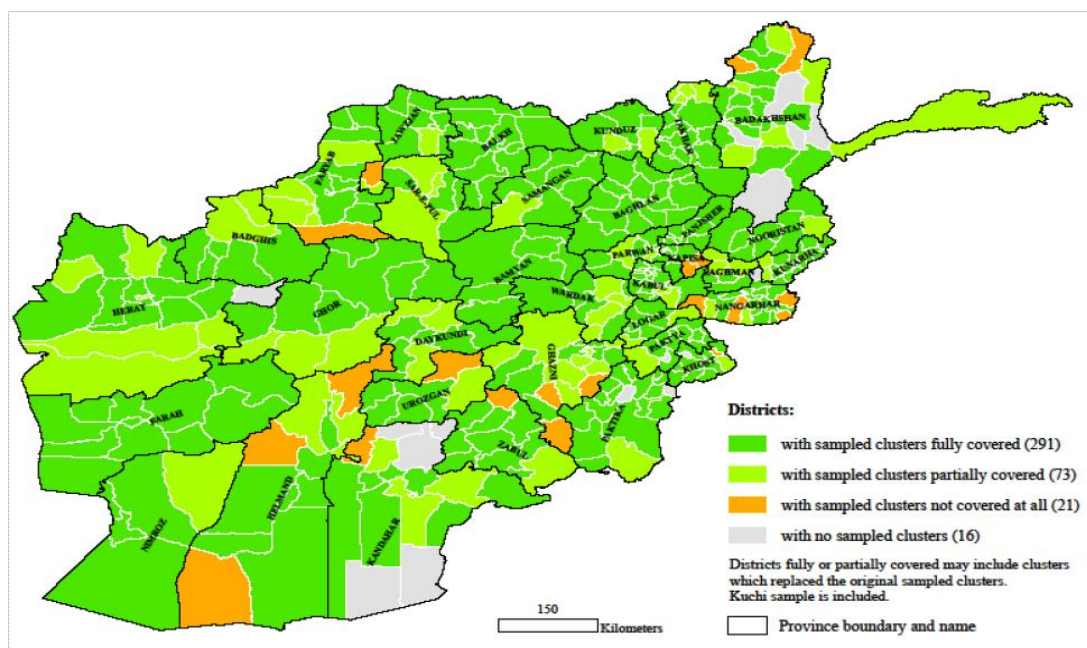 BADAKHSHAN
JAWZJAN
BALKH
KUNDUZ
TAKHAR
FARYAB
SAR-E-PUL
SAMANGAN
BAGHLAN
PANJSHER
NOORISTAN
BADGHIS
PARWAN
KAPISA
LAGHMAN
KUNARHA
BAMYAN
KABUL
WARDAK
NANGARHAR
HERAT
GHOR
LOGAR
DAYKUNDI
PAKTYA
GHAZNI
KHOST
UROZGAN
PAKTIKA
FARAH
ZABUL
HELMAND
NIMROZ
KANDAHAR
Districts:
with sampled clusters fully covered (291)
with sampled clusters partially covered (73)
with sampled clusters not covered at all (21)
with no sampled clusters (16)
Districts fully or partially covered may include clusters
which replaced the original sampled clusters.
Kuchi sample is included.
150
Kilometers
Province boundary and name